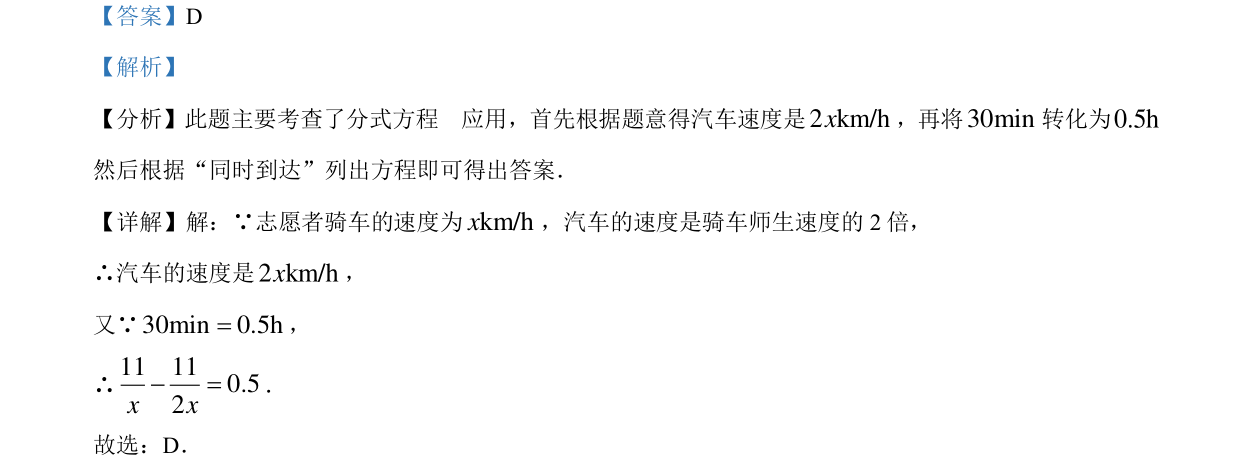 【答案】D
【解析】
【分析】此题主要考查了分式方程 应用，首先根据题意得汽车速度是2xkm/h，再将30min转化为0.5h
然后根据“同时到达”列出方程即可得出答案．
【详解】解：∵志愿者骑车的速度为xkm/h，汽车的速度是骑车师生速度的2倍，
∴汽车的速度是2xkm/h，
又∵30min＝0.5h，
∴11/x－11/2x＝0.5．
故选：D．